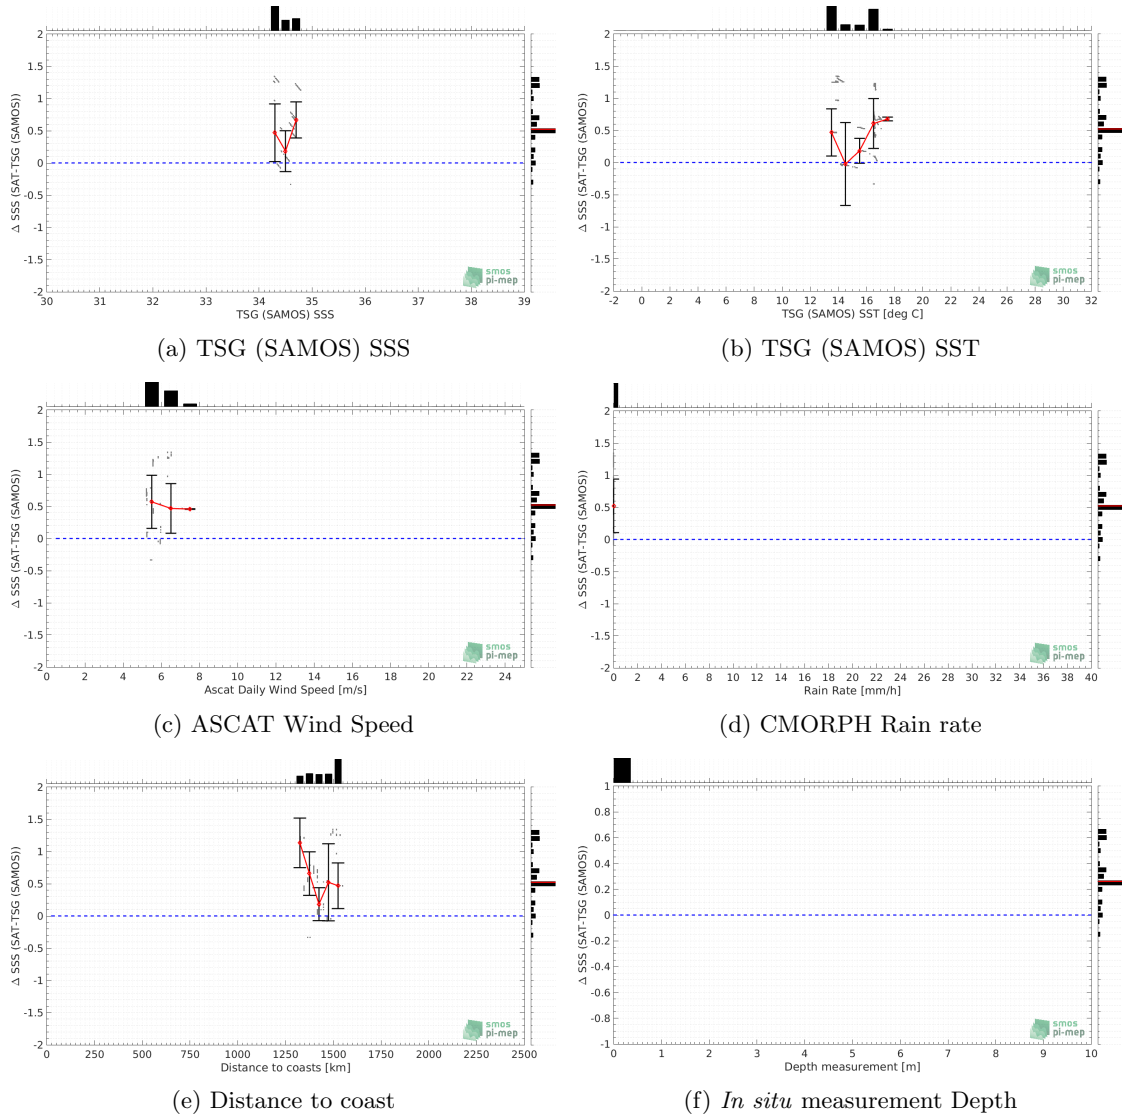 2
1.5
1
0.5
0
-0.5
-1
-1.5
-2
Δ SSS (SAT-TSG (SAMOS))
30 31 32 33 34 35 36 37 38 39
TSG (SAMOS) SSS
smos
pi-mep
(a) TSG (SAMOS) SSS
2
1.5
1
0.5
0
-0.5
-1
-1.5
-2
Δ SSS (SAT-TSG (SAMOS))
-2 0 2 4 6 8 10 12 14 16 18 20 22 24 26 28 30 32
TSG (SAMOS) SST [deg C]
smos
pi-mep
(b) TSG (SAMOS) SST
2
1.5
1
0.5
0
-0.5
-1
-1.5
-2
Δ SSS (SAT-TSG (SAMOS))
0 2 4 6 8 10 12 14 16 18 20 22 24
Ascat Daily Wind Speed [m/s]
smos
pi-mep
(c) ASCAT Wind Speed
2
1.5
1
0.5
0
-0.5
-1
-1.5
-2
Δ SSS (SAT-TSG (SAMOS))
0 2 4 6 8 10 12 14 16 18 20 22 24 26 28 30 32 34 36 38 40
Rain Rate [mm/h]
smos
pi-mep
(d) CMORPH Rain rate
2
1.5
1
0.5
0
-0.5
-1
-1.5
-2
Δ SSS (SAT-TSG (SAMOS))
0 250 500 750 1000 1250 1500 1750 2000 2250 2500
Distance to coasts [km]
smos
pi-mep
(e) Distance to coast
1
0.8
0.6
0.4
0.2
0
-0.2
-0.4
-0.6
-0.8
-1
Δ SSS (SAT-TSG (SAMOS))
0 1 2 3 4 5 6 7 8 9 10
Depth measurement [m]
smos
pi-mep
(f) In situ measurement Depth